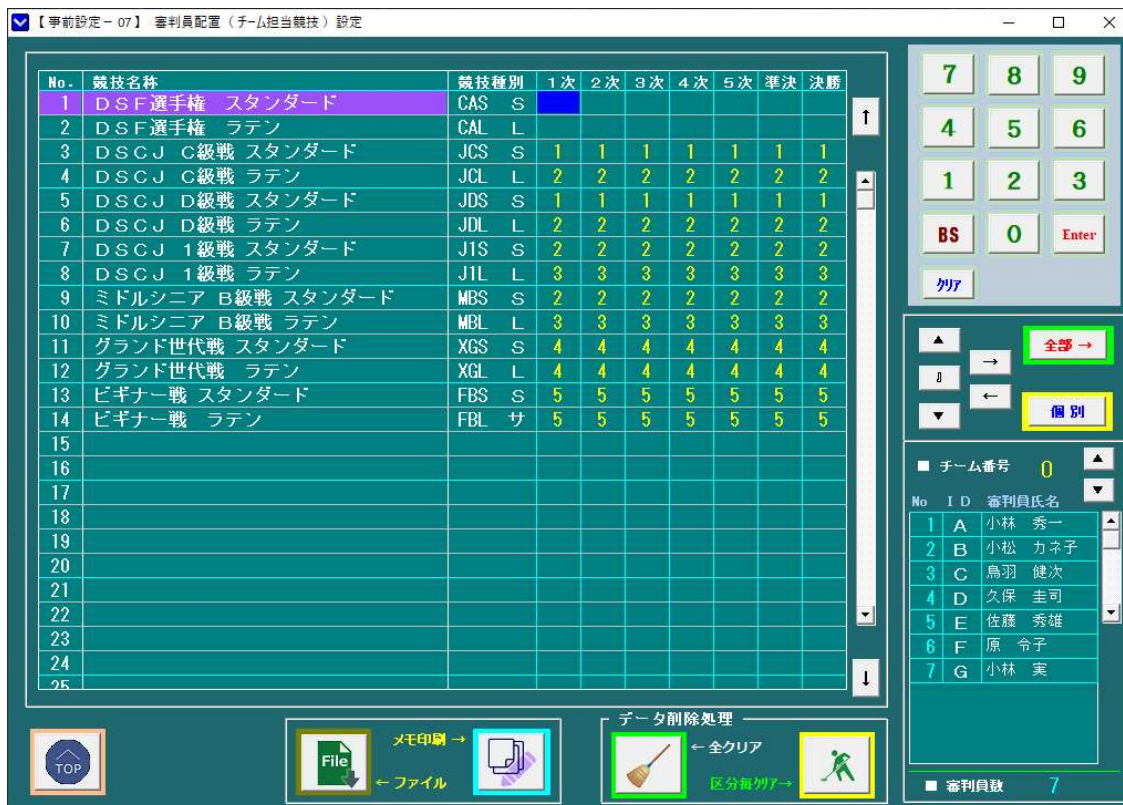 【 事前設定 - 07 】 審判員配置（ チーム担当競技 ）設定
No. 競技名称 競技種別 １次 ２次 ３次 ４次 ５次 準決 決勝
1 ＤＳＦ選手権　スタンダード CAS S
2 ＤＳＦ選手権　ラテン CAL L
3 ＤＳＣＪ Ｃ級戦 スタンダード JCS S 1 1 1 1 1 1 1
4 ＤＳＣＪ Ｃ級戦 ラテン JCL L 2 2 2 2 2 2 2
5 ＤＳＣＪ Ｄ級戦 スタンダード JDS S 1 1 1 1 1 1 1
6 ＤＳＣＪ Ｄ級戦 ラテン JDL L 2 2 2 2 2 2 2
7 ＤＳＣＪ １級戦 スタンダード J1S S 2 2 2 2 2 2 2
8 ＤＳＣＪ １級戦 ラテン J1L L 3 3 3 3 3 3 3
9 ミドルシニア Ｂ級戦 スタンダード MBS S 2 2 2 2 2 2 2
10 ミドルシニア Ｂ級戦 ラテン MBL L 3 3 3 3 3 3 3
11 グランド世代戦 スタンダード XGS S 4 4 4 4 4 4 4
12 グランド世代戦　ラテン XGL L 4 4 4 4 4 4 4
13 ビギナー戦 スタンダード FBS S 5 5 5 5 5 5 5
14 ビギナー戦　ラテン FBL サ 5 5 5 5 5 5 5
15
16
17
18
19
20
21
22
23
24
25
↑
↓
7 8 9
4 5 6
1 2 3
BS 0 Enter
クリア
▲ → 全部 →
⇕ ←
▼ 個 別
■ チーム番号 0 ▲
▼
No ＩＤ 審判員氏名
1 A 小林　秀一
2 B 小松　カネ子
3 C 鳥羽　健次
4 D 久保　圭司
5 E 佐藤　秀雄
6 F 原　令子
7 G 小林　実
■ 審判員数 7
TOP
File
メモ印刷 →
← ファイル
データ削除処理
← 全クリア
区分毎クリア→